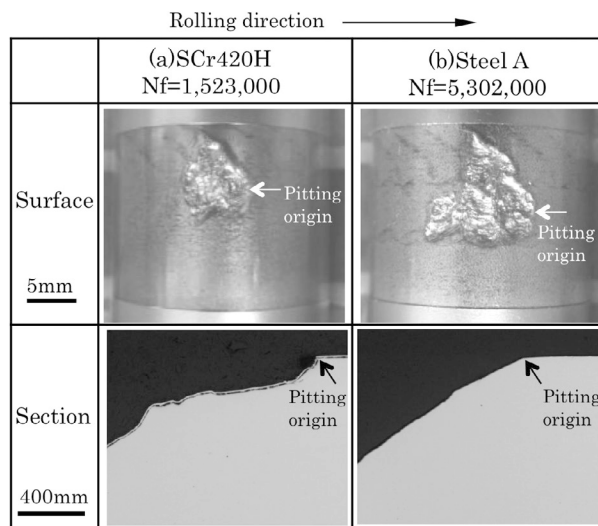 Rolling direction
(a)SCr420H
Nf=1,523,000
(b)Steel A
Nf=5,302,000
Surface
5mm
Pitting
origin
Pitting
origin
Section
400mm
Pitting
origin
Pitting
origin